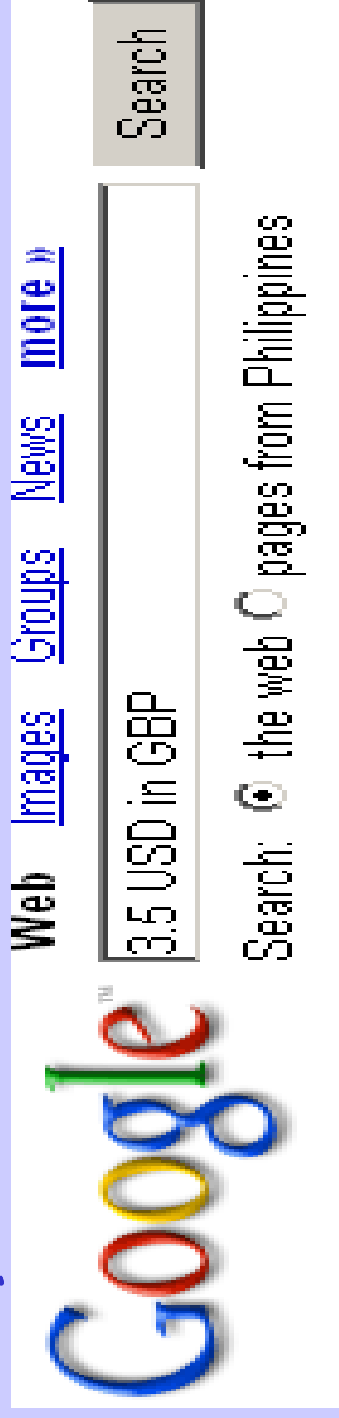 Web Images Groups News more »
Google™ 3.5 USD in GBP Search
Search: the web pages from Philippines